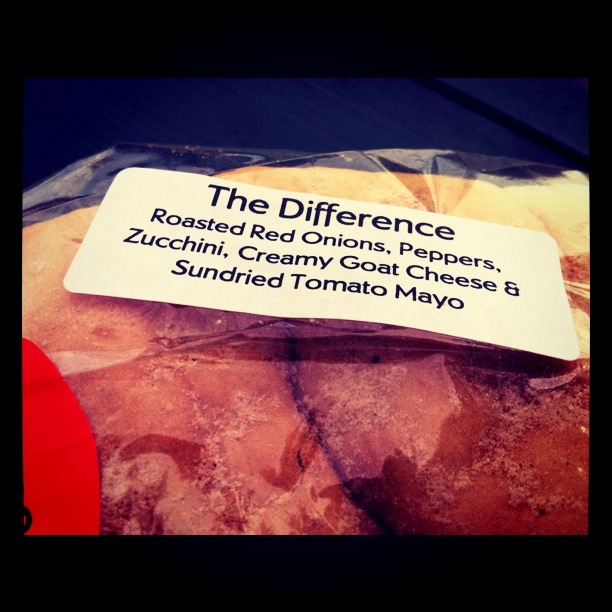 The Difference
Roasted Red Onions, Peppers,
Zucchini, Creamy Goat Cheese &
Sundried Tomato Mayo